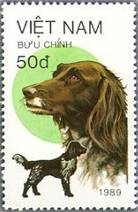 VIỆT NAM
BƯU CHÍNH
50đ
1989